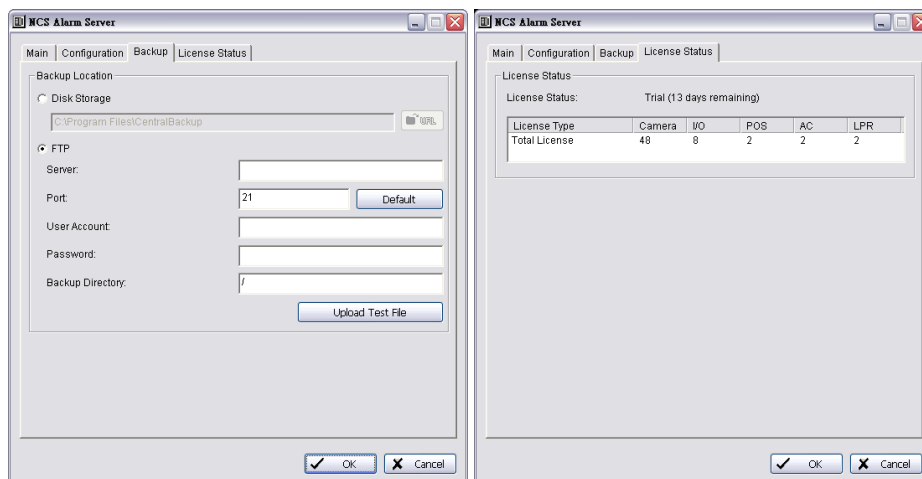 NCS Alarm Server
Main Configuration Backup License Status
Backup Location
Disk Storage
C:\Program Files\CentralBackup
URL
FTP
Server:
Port: 21 Default
User Account:
Password:
Backup Directory: /
Upload Test File
OK Cancel
NCS Alarm Server
Main Configuration Backup License Status
License Status
License Status: Trial (13 days remaining)
License Type Camera I/O POS AC LPR
Total License 48 8 2 2 2
OK Cancel